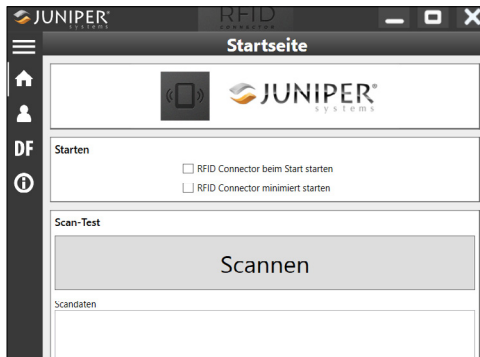 JUNIPER®
systems
RFID
CONNECTOR
Startseite
JUNIPER®
systems
DF
Starten
RFID Connector beim Start starten
RFID Connector minimiert starten
Scan-Test
Scannen
Scandaten